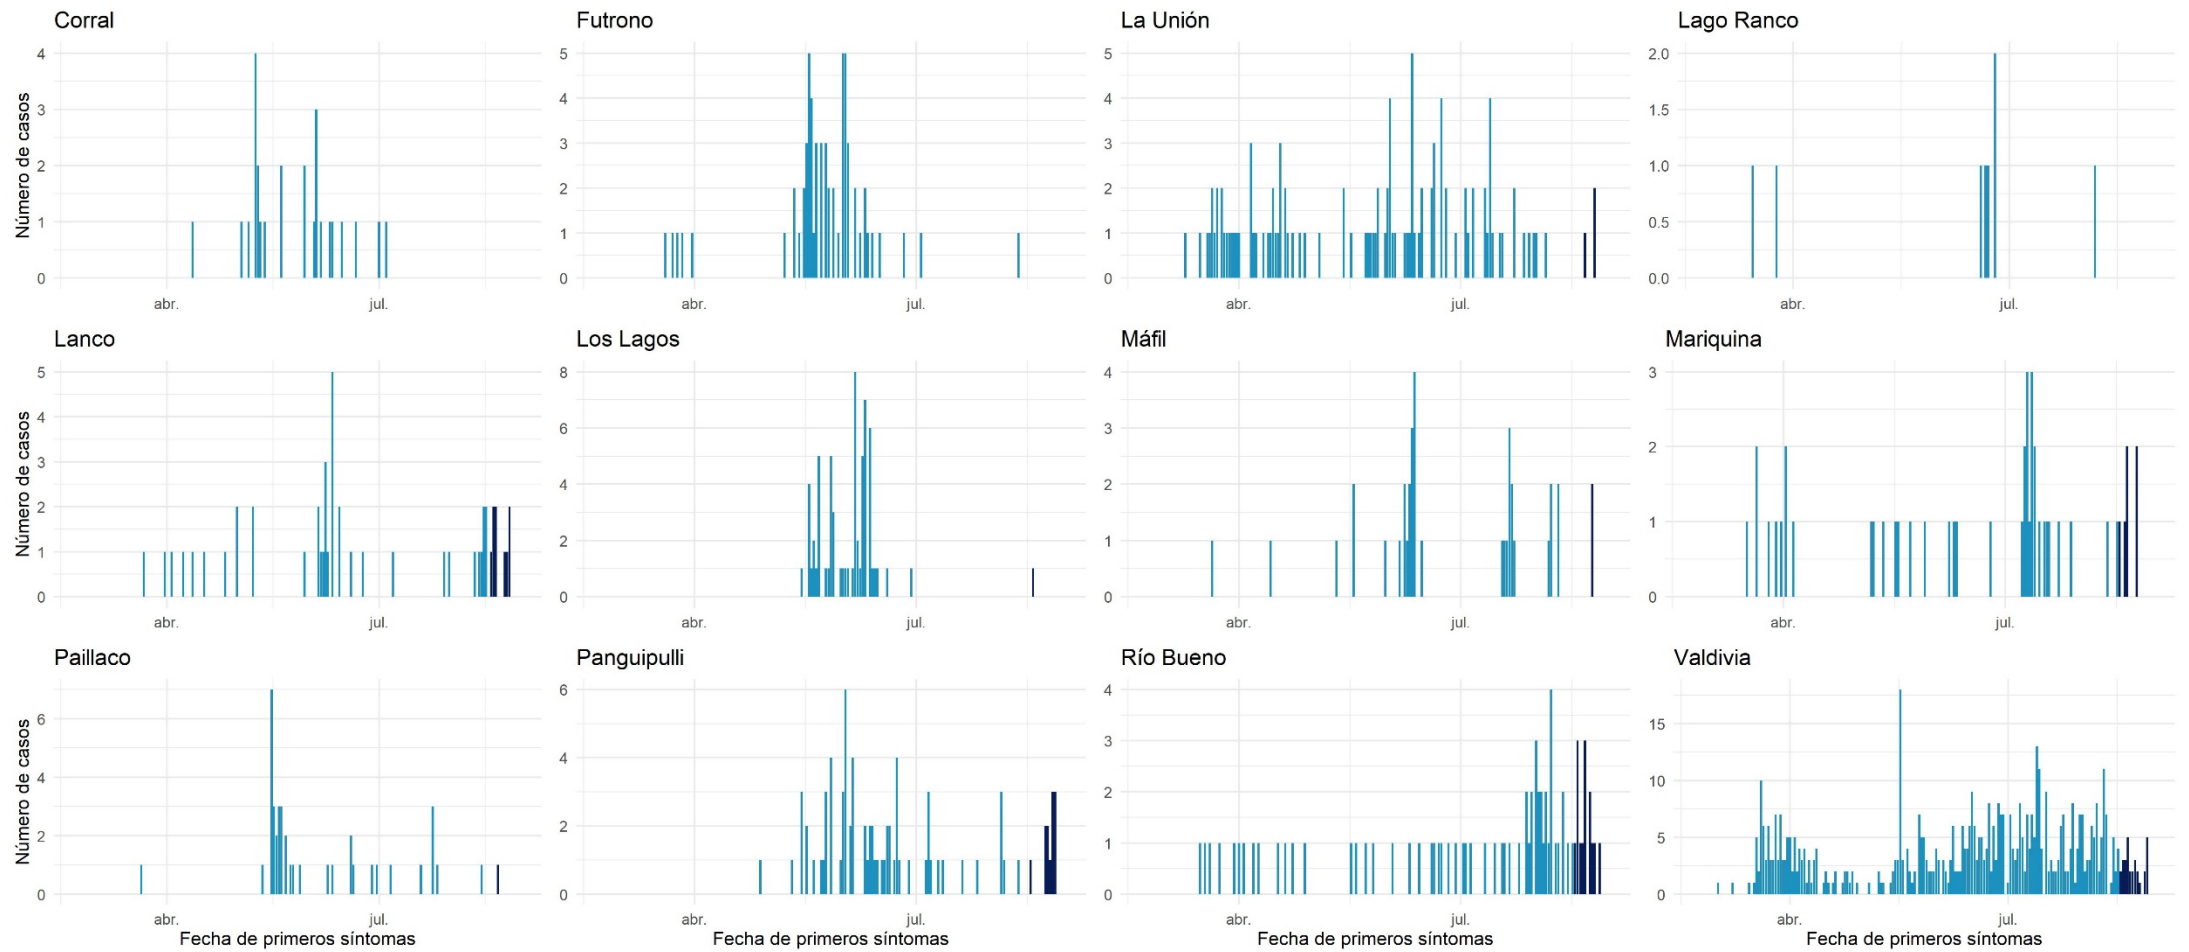 Corral
Futrono
La Unión
Lago Ranco
Número de casos
4
3
2
1
0
abr.
jul.
5
4
3
2
1
0
abr.
jul.
5
4
3
2
1
0
abr.
jul.
2.0
1.5
1.0
0.5
0.0
abr.
jul.
Lanco
Los Lagos
Máfil
Mariquina
Número de casos
5
4
3
2
1
0
abr.
jul.
8
6
4
2
0
abr.
jul.
4
3
2
1
0
abr.
jul.
3
2
1
0
abr.
jul.
Paillaco
Panguipulli
Río Bueno
Valdivia
Número de casos
6
4
2
0
abr.
jul.
Fecha de primeros síntomas
6
4
2
0
abr.
jul.
Fecha de primeros síntomas
4
3
2
1
0
abr.
jul.
Fecha de primeros síntomas
15
10
5
0
abr.
jul.
Fecha de primeros síntomas